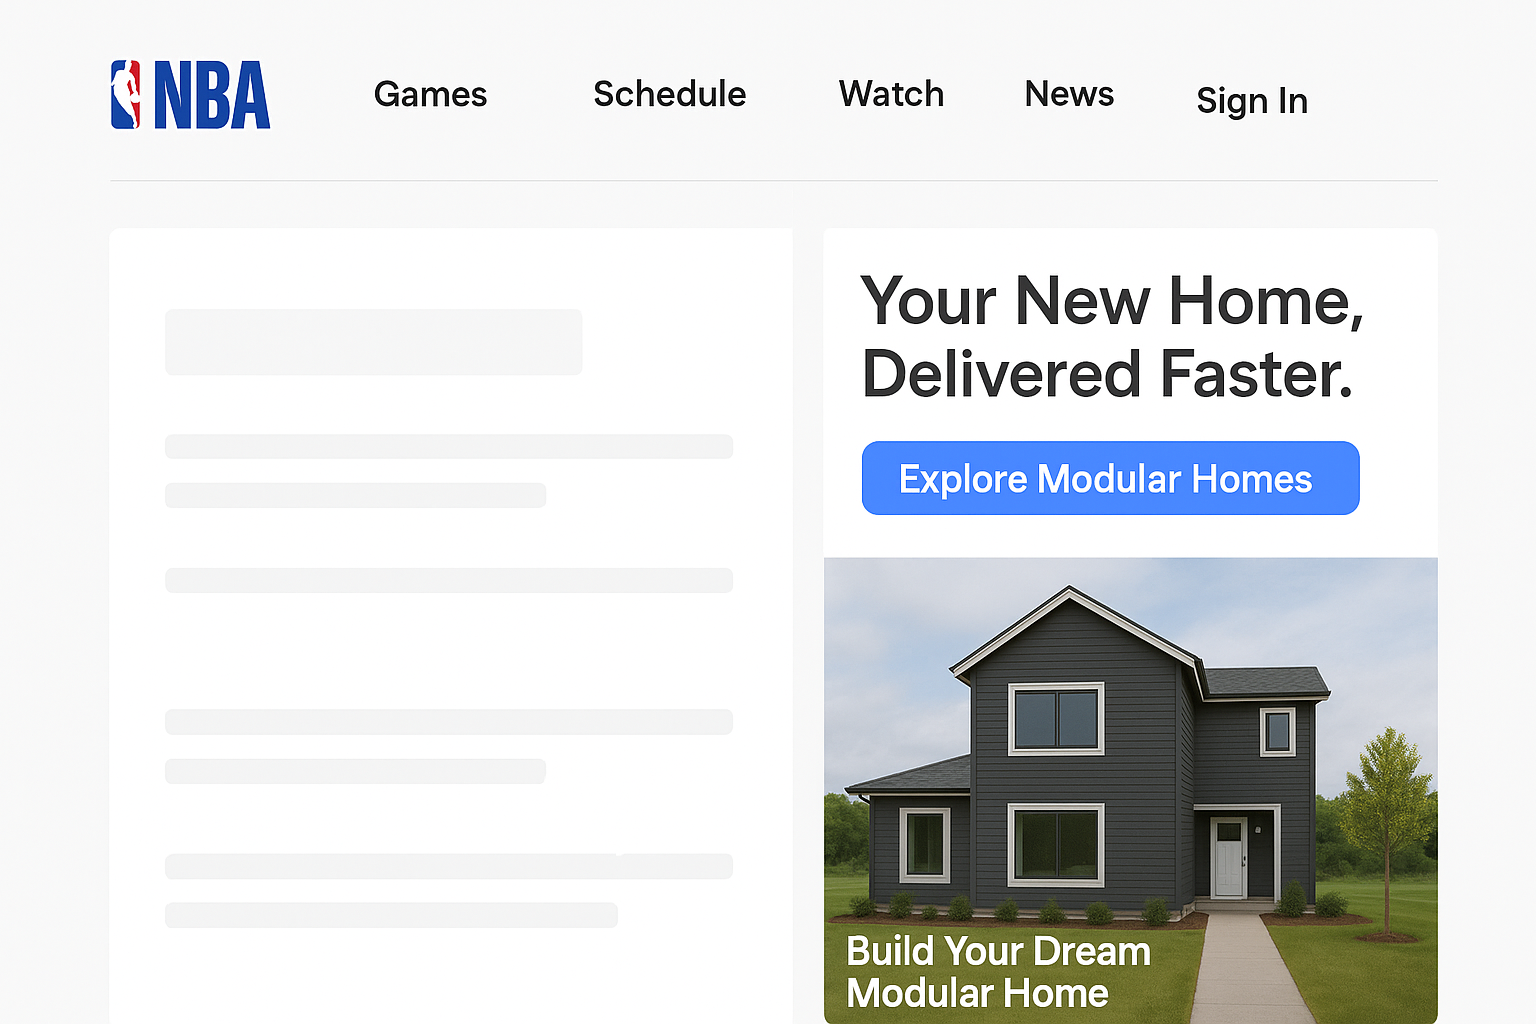 NBA
Games
Schedule
Watch
News
Sign In
Your New Home,
Delivered Faster.
Explore Modular Homes
Build Your Dream
Modular Home